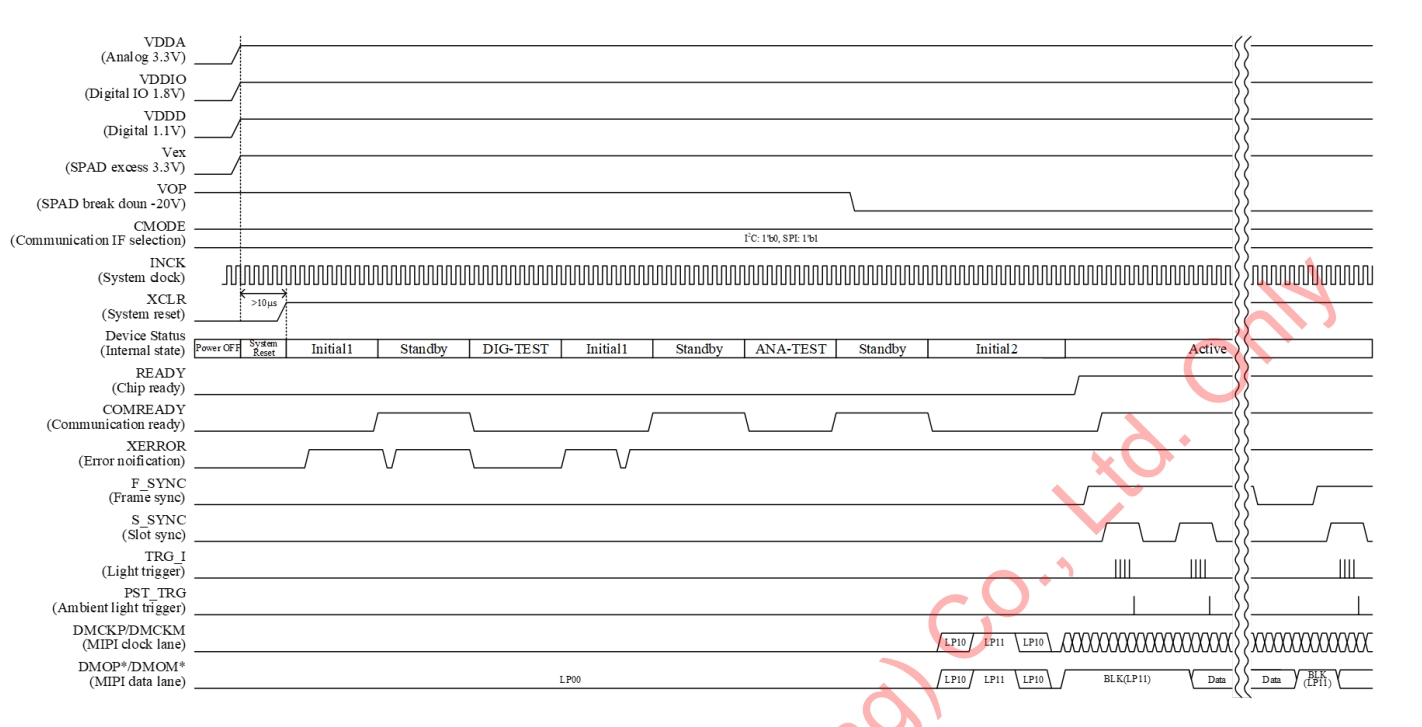 VDDA
(Analog 3.3V)
VDDIO
(Digital IO 1.8V)
VDDD
(Digital 1.1V)
Vex
(SPAD excess 3.3V)
VOP
(SPAD break doun -20V)
CMODE
(Communication IF selection)
I²C: 1'b0, SPI: 1'b1
INCK
(System clock)
XCLR
(System reset)
>10μs
Device Status
(Internal state)
Power OFF
System
Reset
Initial1
Standby
DIG-TEST
Initial1
Standby
ANA-TEST
Standby
Initial2
Active
READY
(Chip ready)
COMREADY
(Communication ready)
XERROR
(Error noification)
F_SYNC
(Frame sync)
S_SYNC
(Slot sync)
TRG_I
(Light trigger)
PST_TRG
(Ambient light trigger)
DMCKP/DMCKM
(MIPI clock lane)
LP10
LP11
LP10
DMOP*/DMOM*
(MIPI data lane)
LP00
LP10
LP11
LP10
BLK(LP11)
Data
Data
BLK
(LP11)
g) Co., Ltd. Only